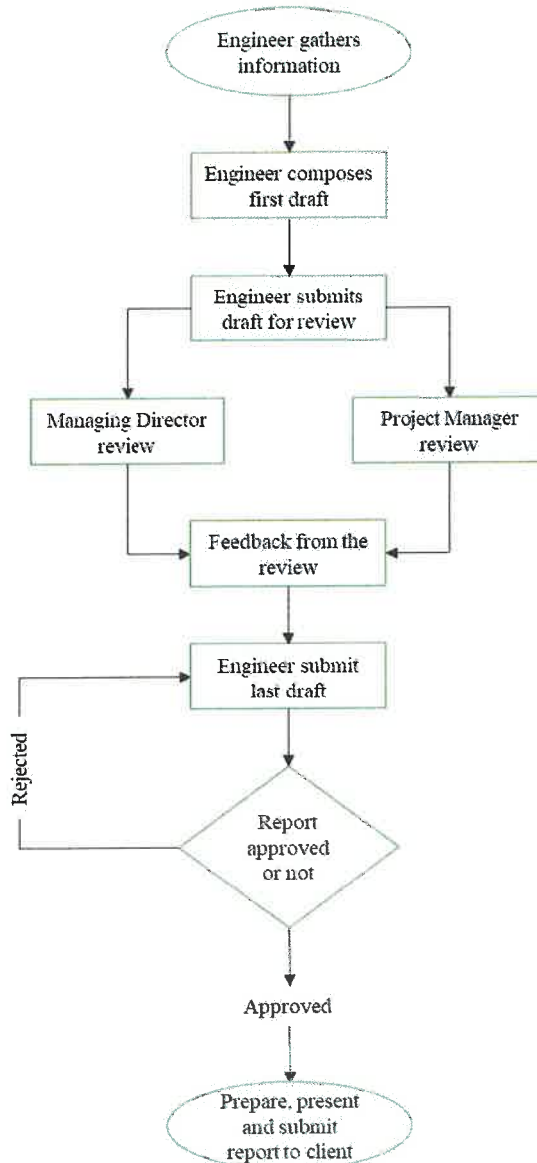 Engineer gathers
information
Engineer composes
first draft
Engineer submits
draft for review
Managing Director
review
Project Manager
review
Feedback from the
review
Engineer submit
last draft
Rejected
Report
approved
or not
Approved
Prepare, present
and submit
report to client